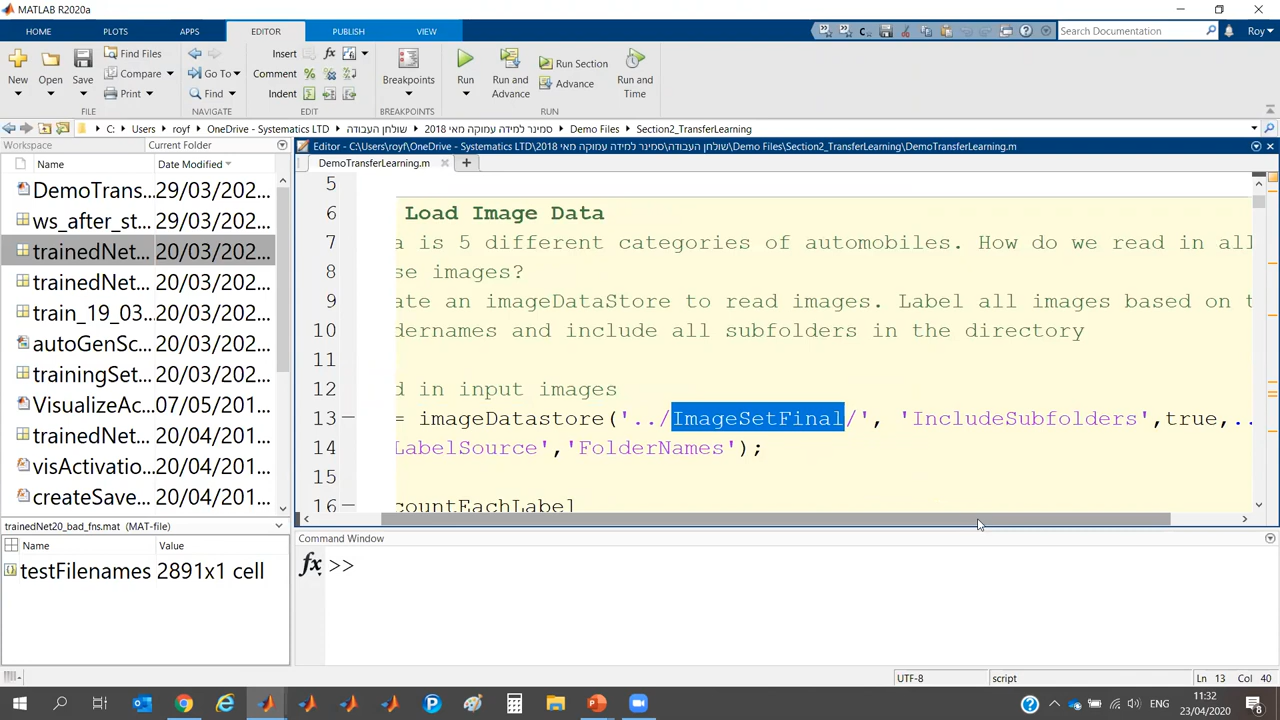 MATLAB R2020a
HOME PLOTS APPS EDITOR PUBLISH VIEW
Search Documentation Roy
New Open Save Find Files Compare Print
Go To Find
Insert Comment Indent
Breakpoints
Run Run and Advance Run Section Advance Run and Time
FILE NAVIGATE EDIT BREAKPOINTS RUN
C: Users royf OneDrive - Systematics LTD שולחן העבודה סמינר למידה עמוקה מאי 2018 Demo Files Section2_TransferLearning
Workspace Current Folder
Editor - C:\Users\royf\OneDrive - Systematics LTD\שולחן העבודה\סמינר למידה עמוקה מאי 2018\Demo Files\Section2_TransferLearning\DemoTransferLearning.m
Name Date Modified
DemoTransferLearning.m
DemoTrans... 29/03/202...
ws_after_st... 29/03/202...
trainedNet... 20/03/202...
trainedNet... 20/03/202...
train_19_03... 20/03/202...
autoGenSc... 20/03/202...
trainingSet... 20/03/202...
VisualizeAc... 07/05/201...
Workflow... 20/04/201...
visActivatio... 20/04/201...
createSave... 20/04/201...
5
6 Load Image Data
7 a is 5 different categories of automobiles. How do we read in all
8 se images?
9 ate an imageDataStore to read images. Label all images based on t
10 dernames and include all subfolders in the directory
11
12 d in input images
13 = imageDatastore('../ImageSetFinal/', 'IncludeSubfolders',true,..
14 LabelSource','FolderNames');
15
16 countEachLabel
trainedNet20_bad_fns.mat (MAT-file)
Name Value
testFilenames 2891x1 cell
Command Window
fx >>
UTF-8 script Ln 13 Col 40
ENG 11:32
23/04/2020 8